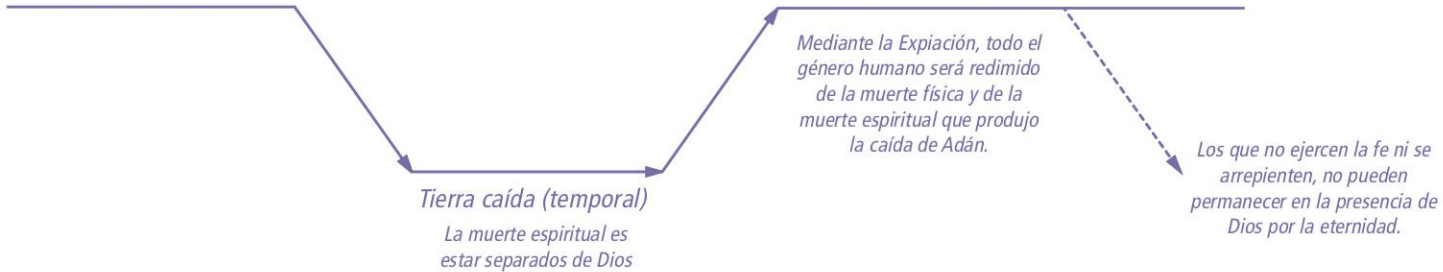 Tierra caída (temporal)
La muerte espiritual es
estar separados de Dios
Mediante la Expiación, todo el
género humano será redimido
de la muerte física y de la
muerte espiritual que produjo
la caída de Adán.
Los que no ejercen la fe ni se
arrepienten, no pueden
permanecer en la presencia de
Dios por la eternidad.